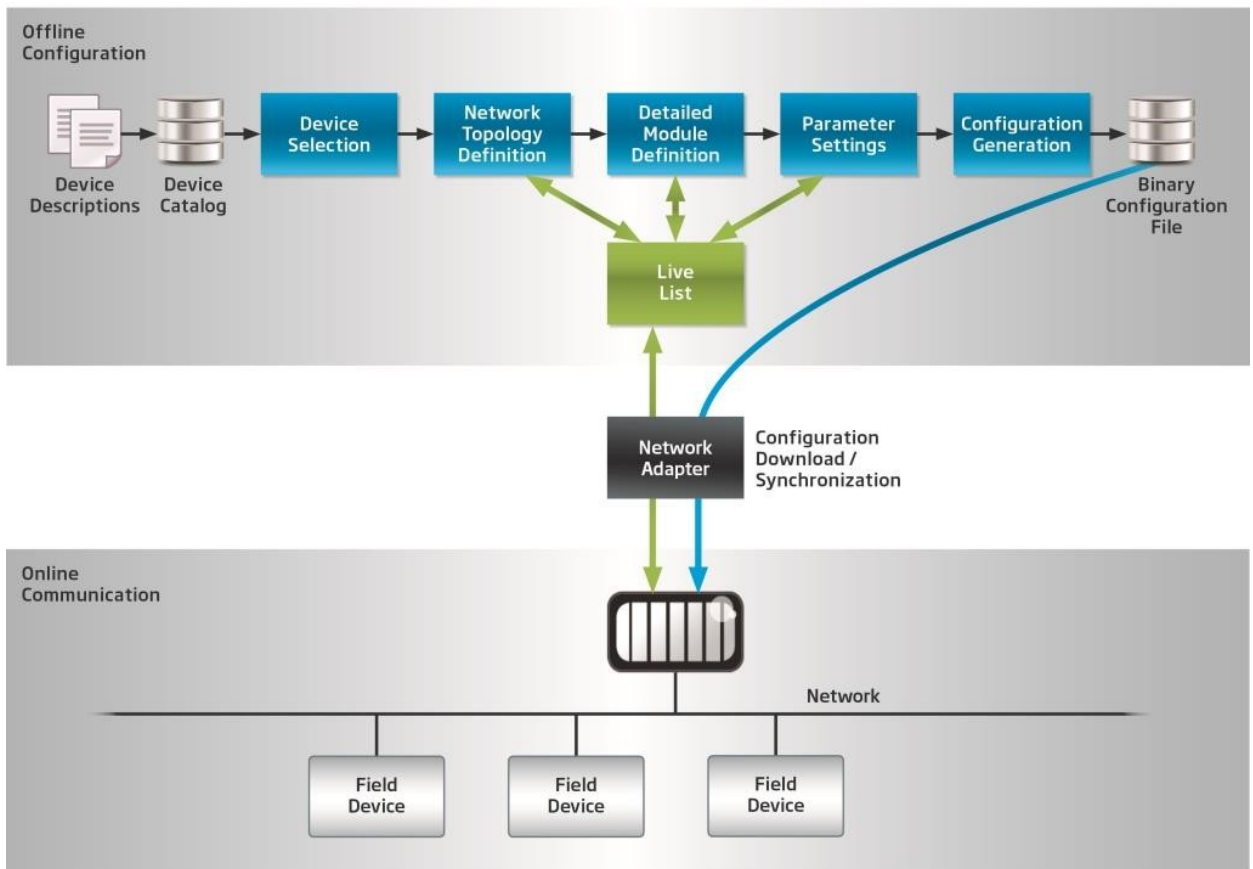 Offline
Configuration
Device
Descriptions
Device
Catalog
Device
Selection
Network
Topology
Definition
Detailed
Module
Definition
Parameter
Settings
Configuration
Generation
Binary
Configuration
File
Live
List
Network
Adapter
Configuration
Download /
Synchronization
Online
Communication
Network
Field
Device
Field
Device
Field
Device